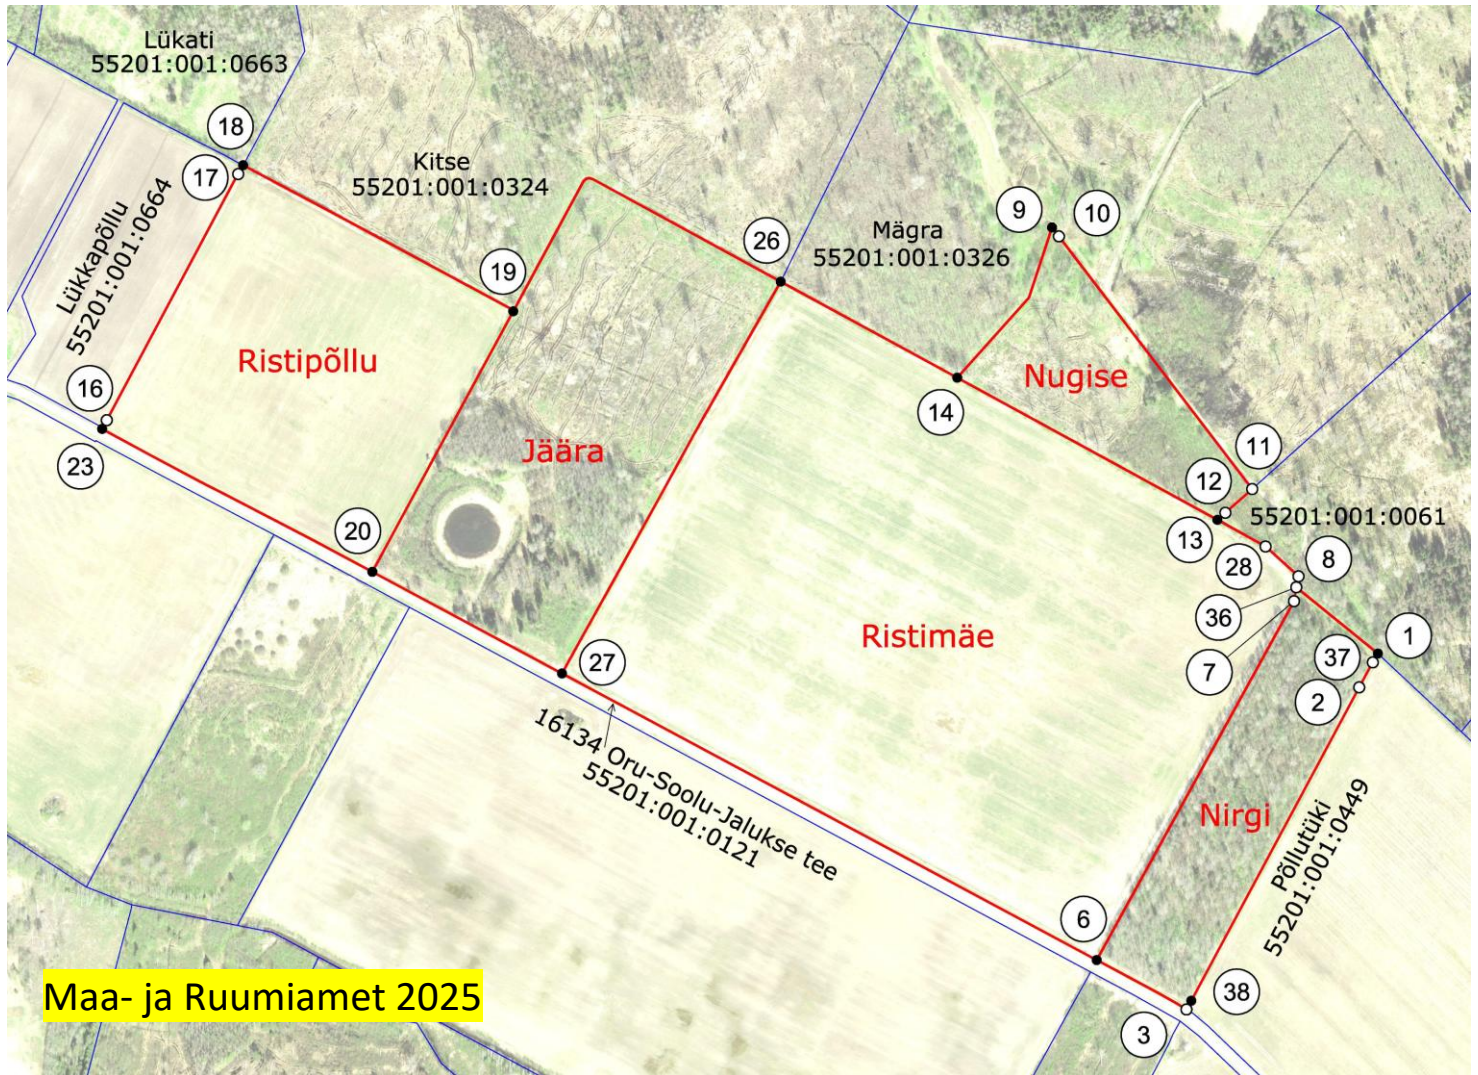 Lükati
55201:001:0663
18
17
Kitse
55201:001:0324
Lükkapõllu
55201:001:0664
9
10
Mägra
55201:001:0326
26
19
Ristipõllu
Nugise
16
14
23
Jäära
11
12
55201:001:0061
20
13
28
8
36
Ristimäe
1
27
37
7
2
16134 Oru-Soolu-Jalukse tee
55201:001:0121
Nirgi
Põllutüki
55201:001:0449
6
Maa- ja Ruumiamet 2025
38
3